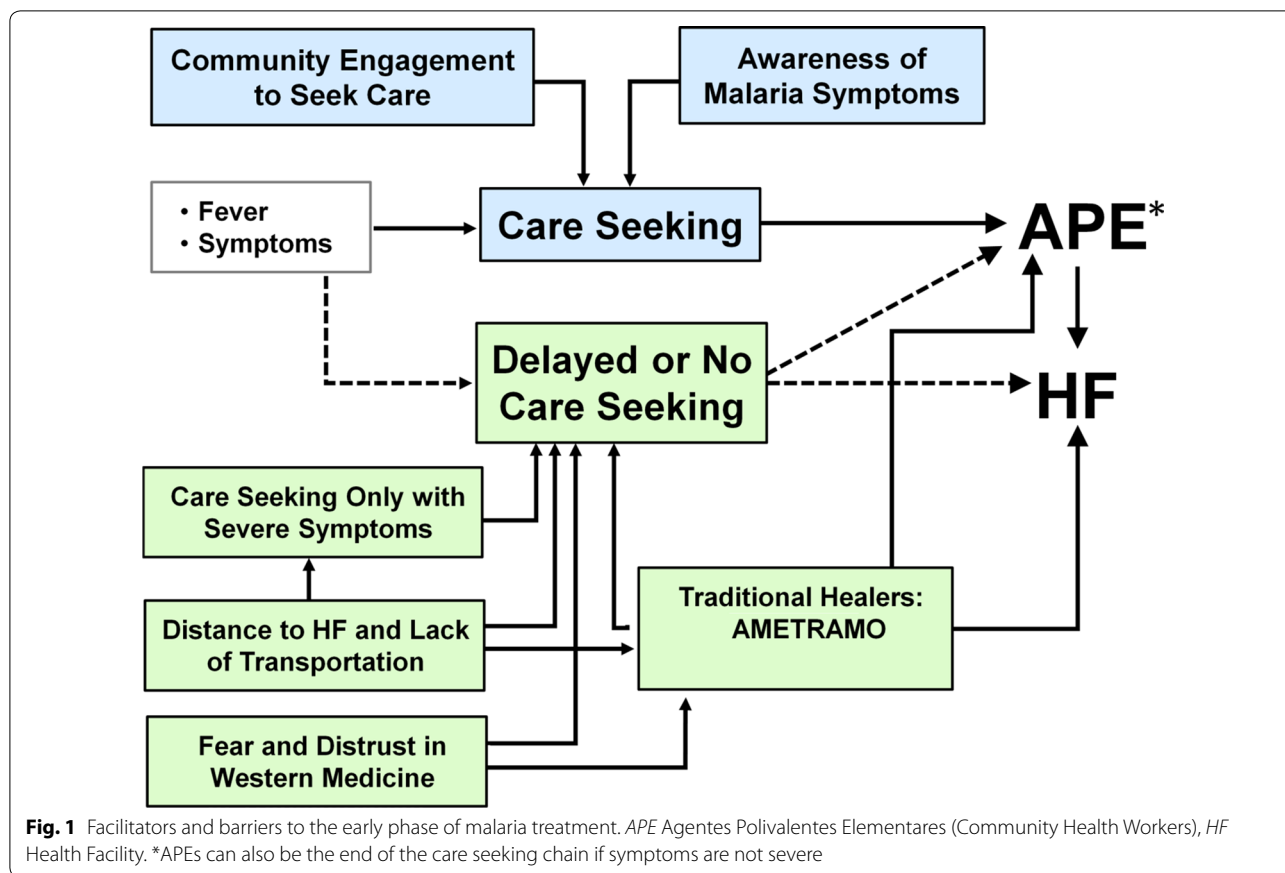 Community Engagement
to Seek Care
Awareness of
Malaria Symptoms
• Fever
• Symptoms
Care Seeking
APE*
Delayed or No
Care Seeking
HF
Care Seeking Only with
Severe Symptoms
Traditional Healers:
AMETRAMO
Distance to HF and Lack
of Transportation
Fear and Distrust in
Western Medicine
Fig. 1 Facilitators and barriers to the early phase of malaria treatment. APE Agentes Polivalentes Elementares (Community Health Workers), HF
Health Facility. *APEs can also be the end of the care seeking chain if symptoms are not severe